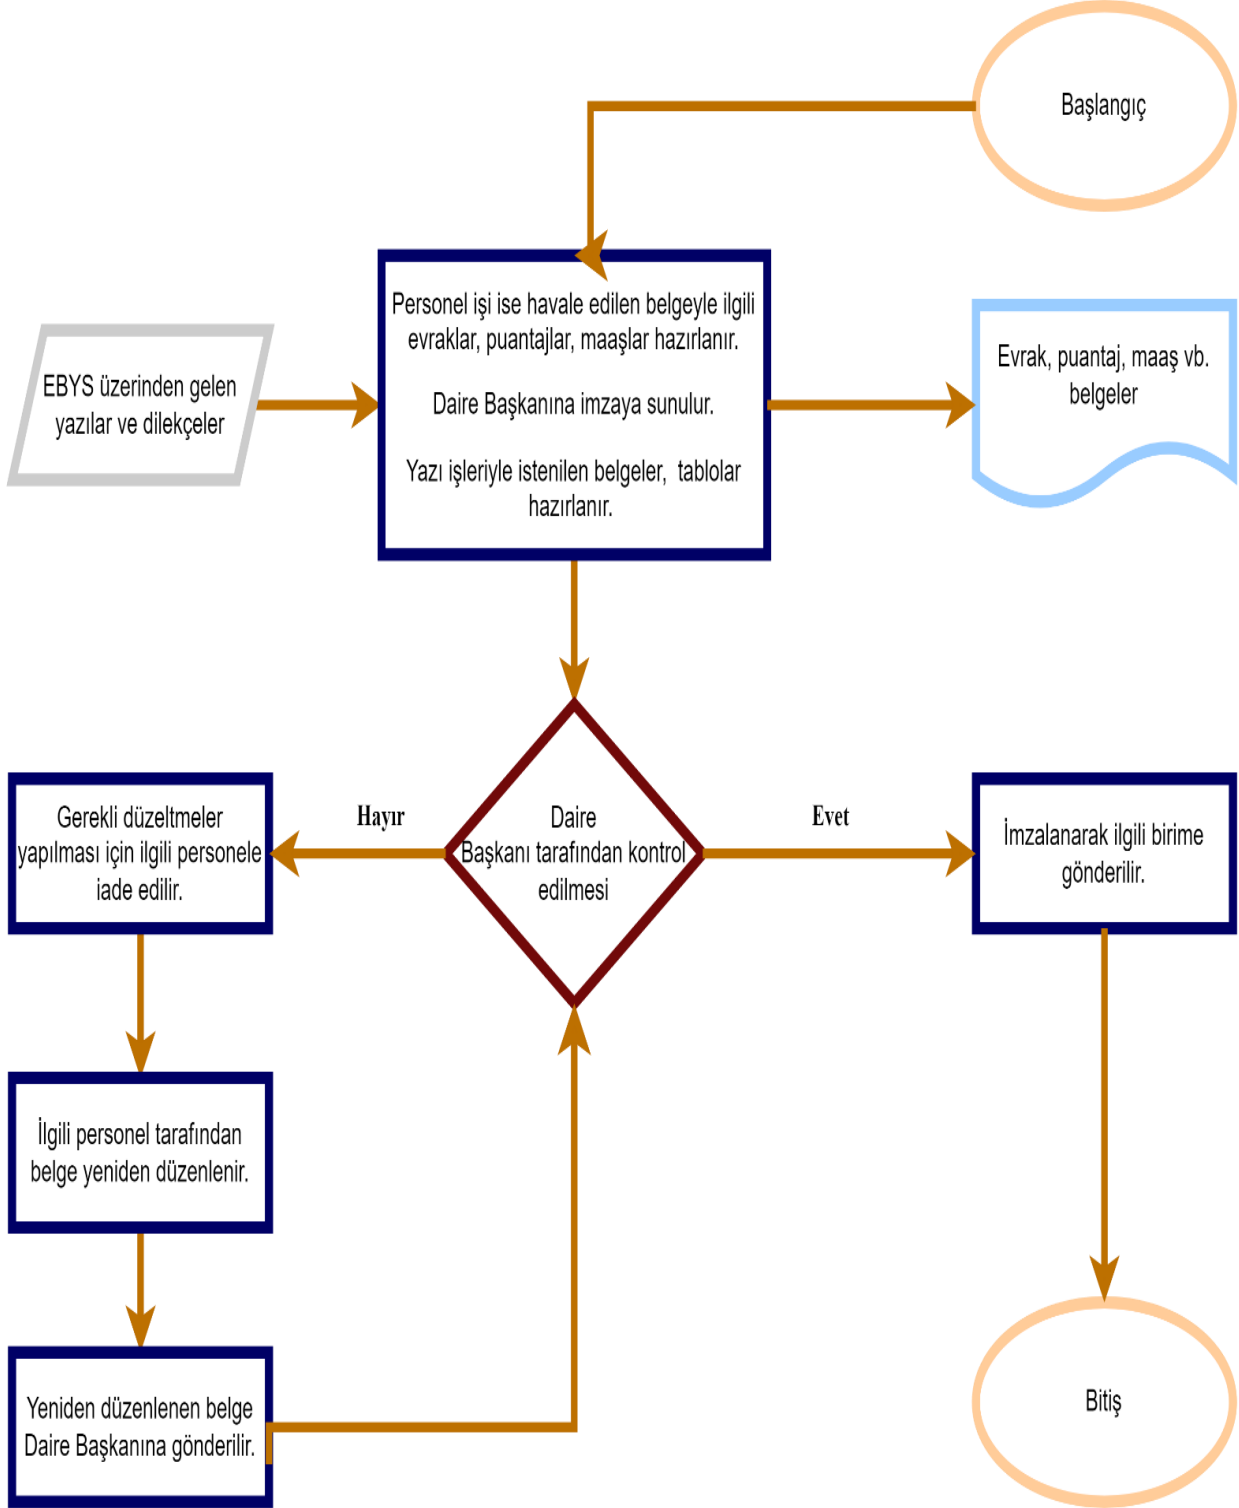 Başlangıç
Personel işi ise havale edilen belgeyle ilgili
evraklar, puantajlar, maaşlar hazırlanır.
Daire Başkanına imzaya sunulur.
Yazı işleriyle istenilen belgeler,  tablolar
hazırlanır.
EBYS üzerinden gelen
yazılar ve dilekçeler
Evrak, puantaj, maaş vb.
belgeler
Daire
Başkanı tarafından kontrol
edilmesi
Hayır
Evet
Gerekli düzeltmeler
yapılması için ilgili personele
iade edilir.
İmzalanarak ilgili birime
gönderilir.
İlgili personel tarafından
belge yeniden düzenlenir.
Yeniden düzenlenen belge
Daire Başkanına gönderilir.
Bitiş